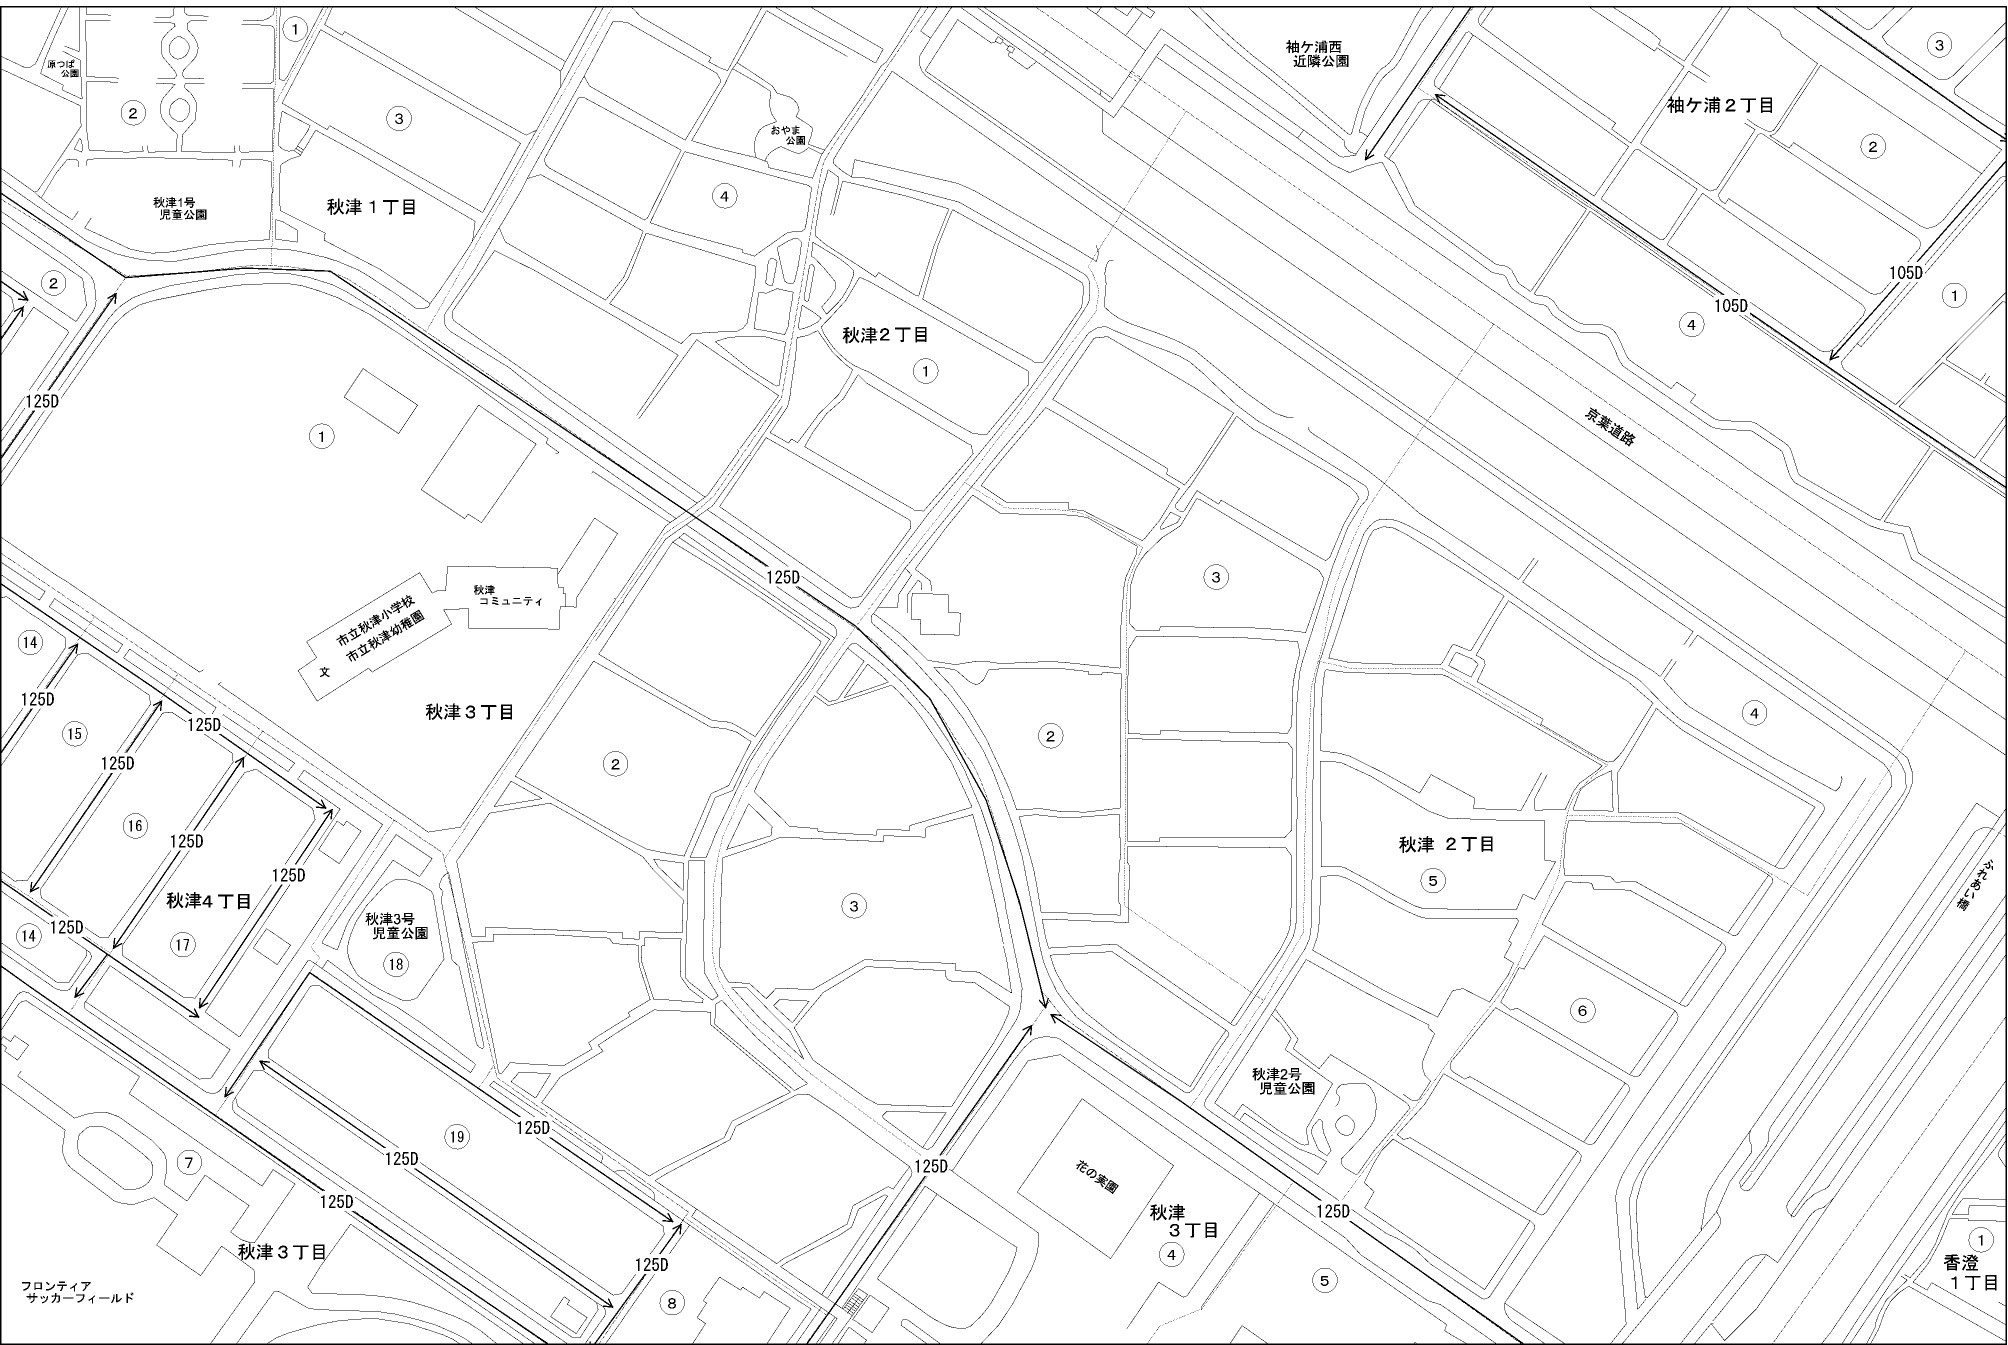 1
袖ケ浦西
近隣公園
3
原っぱ
公園
2
3
袖ケ浦２丁目
おやま
公園
2
4
秋津1号
児童公園
秋津１丁目
2
105D
1
105D
4
秋津２丁目
1
125D
京葉道路
1
125D
3
秋津
コミュニティ
市立秋津小学校
市立秋津幼稚園
文
14
125D
秋津３丁目
4
125D
15
2
125D
2
16
125D
秋津 ２丁目
5
ふれあい橋
125D
秋津４丁目
3
秋津3号
児童公園
125D
14
17
18
6
秋津2号
児童公園
19
125D
7
125D
125D
花の実園
125D
秋津
３丁目
125D
4
秋津３丁目
125D
5
1
香澄
１丁目
フロンティア
サッカーフィールド
8